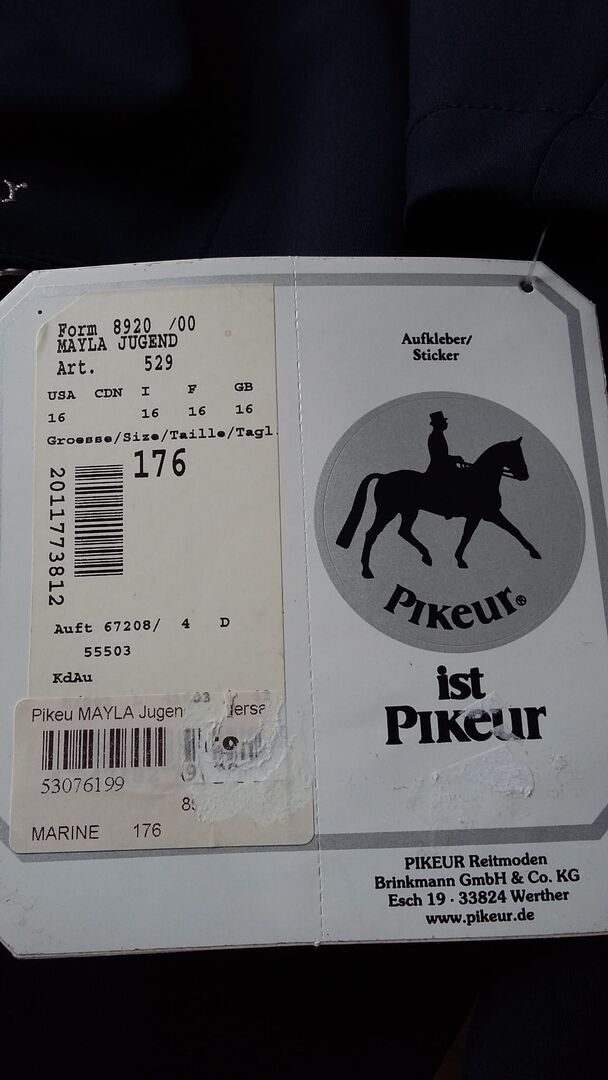 r
Form 8920 /00
MAYLA JUGEND
Art. 529
USA CDN I F GB
16 16 16 16
Groesse/Size/Taille/Tagl.
176
20111773812
Auft 67208/ 4 D
55503
KdAu
Pikeu MAYLA Jugen
53076199
MARINE 176
Aufkleber/
Sticker
PIKEUR®
ist
PIKEUR
PIKEUR Reitmoden
Brinkmann GmbH & Co. KG
Esch 19 · 33824 Werther
www.pikeur.de